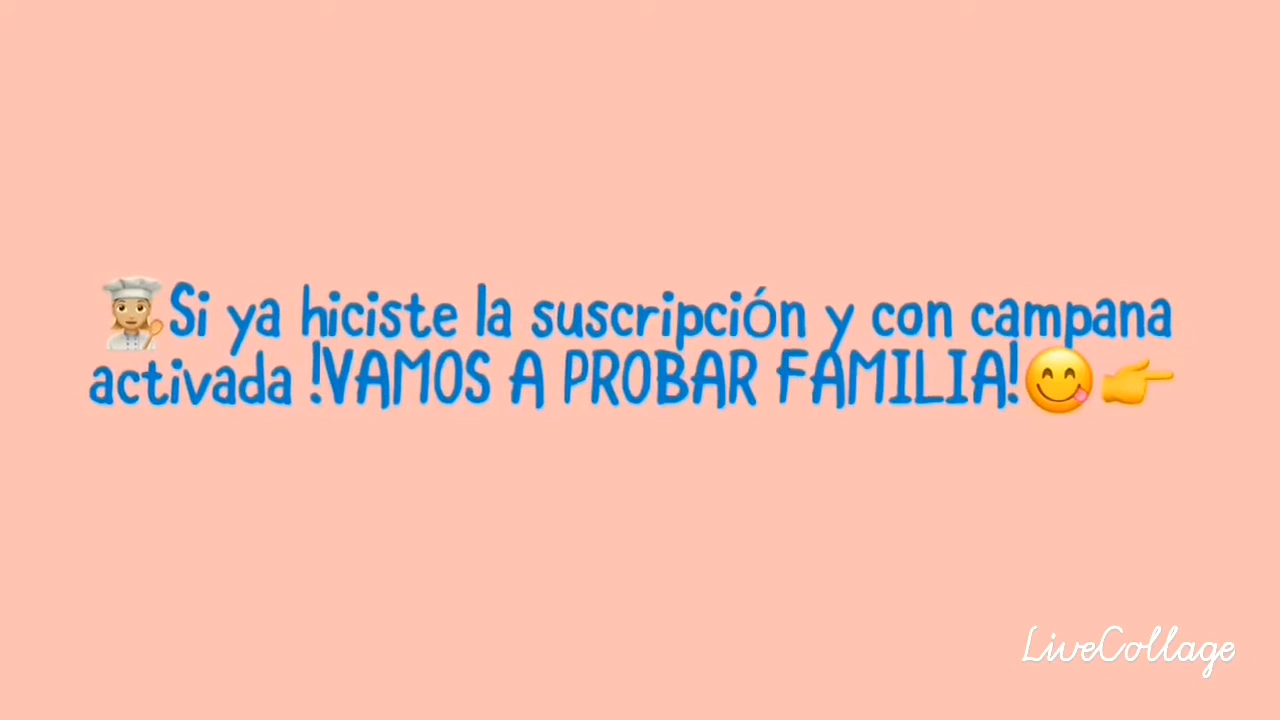 👩🏼‍🍳Si ya hiciste la suscripción y con campana
activada !VAMOS A PROBAR FAMILIA!😋👉
LiveCollage